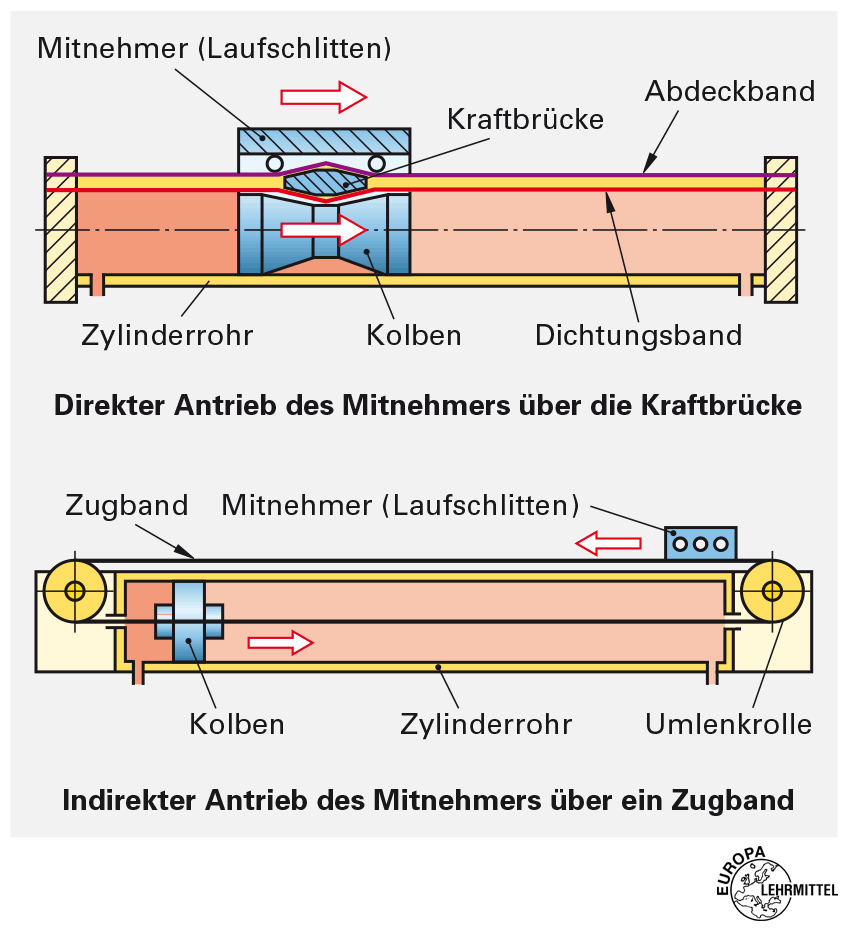 Mitnehmer (Laufschlitten)
Abdeckband
Kraftbrücke
Zylinderrohr
Kolben
Dichtungsband
Direkter Antrieb des Mitnehmers über die Kraftbrücke
Zugband
Mitnehmer (Laufschlitten)
Kolben
Zylinderrohr
Umlenkrolle
Indirekter Antrieb des Mitnehmers über ein Zugband
EUROPA
LEHRMITTEL